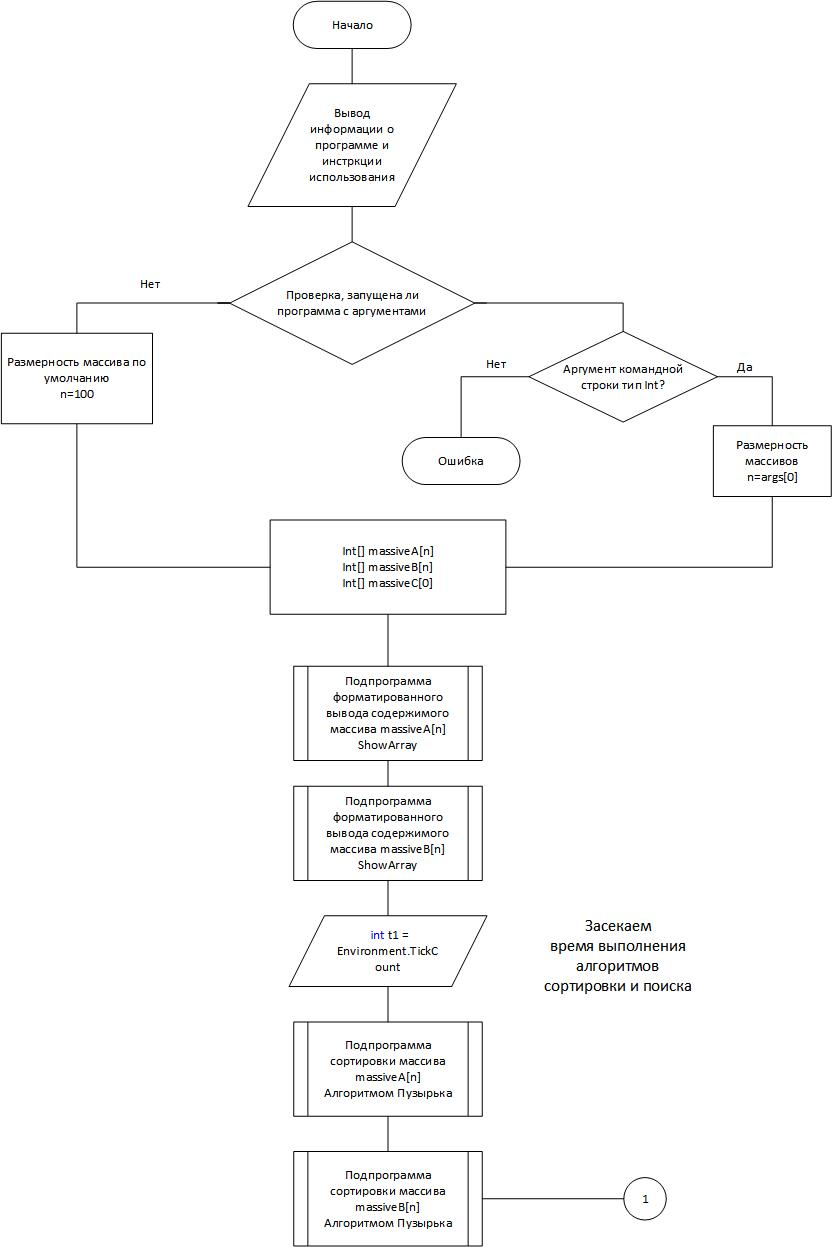 Начало
Вывод
информации о
программе и
инстркции
использования
Нет
Проверка, запущена ли
программа с аргументами
Размерность массива по
умолчанию
n=100
Нет
Аргумент командной
строки тип Int?
Да
Ошибка
Размерность
массивов
n=args[0]
Int[] massiveA[n]
Int[] massiveB[n]
Int[] massiveC[0]
Подпрограмма
форматированного
вывода содержимого
массива massiveA[n]
ShowArray
Подпрограмма
форматированного
вывода содержимого
массива massiveB[n]
ShowArray
int t1 =
Environment.TickC
ount
Засекаем
время выполнения
алгоритмов
сортировки и поиска
Подпрограмма
сортировки массива
massiveA[n]
Алгоритмом Пузырька
Подпрограмма
сортировки массива
massiveB[n]
Алгоритмом Пузырька
1